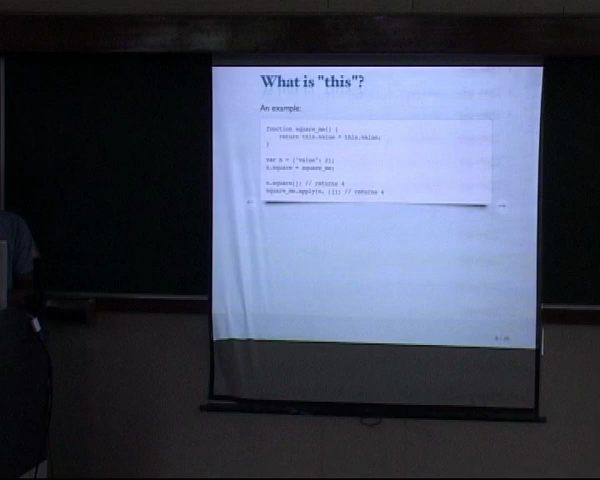 What is "this"?
An example:
function square_me() {
return this.value * this.value;
}
var n = {'value': 2};
n.square = square_me;
n.square(); // returns 4
square_me.apply(n, []); // returns 4